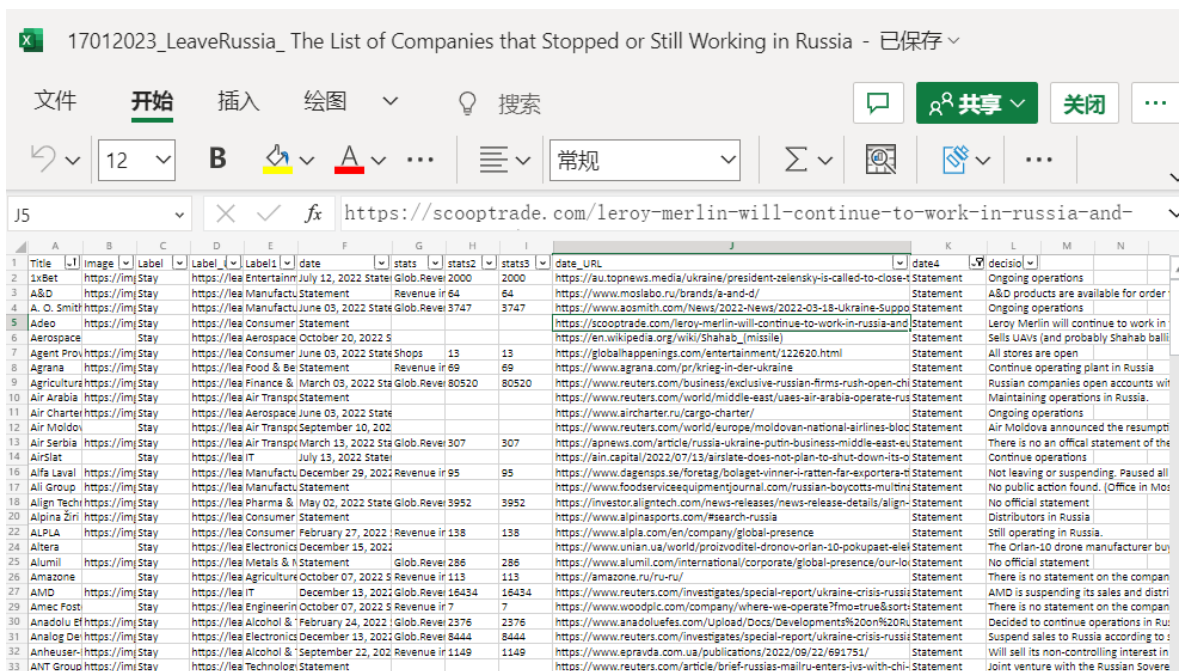 17012023_LeaveRussia_ The List of Companies that Stopped or Still Working in Russia - 已保存
文件 开始 插入 绘图 搜索 共享 关闭 ...
12 B A ... 常规 Σ ...
J5 fx https://scooptrade.com/leroy-merlin-will-continue-to-work-in-russia-and-
A B C D E F G H I J K L M N
1 Title Image Label Label_ Label1 date stats stats2 stats3 date_URL date4 decisio
2 1xBet https://im Stay https://lea Entertainm July 12, 2022 State Glob.Rever 2000 2000 https://au.topnews.media/ukraine/president-zelensky-is-called-to-close-t Statement Ongoing operations
3 A&D https://im Stay https://lea Manufactu Statement Revenue ir 64 64 https://www.moslabo.ru/brands/a-and-d/ Statement A&D products are available for order
4 A. O. Smith https://im Stay https://lea Manufactu June 03, 2022 State Glob.Rever 3747 3747 https://www.aosmith.com/News/2022-News/2022-03-18-Ukraine-Suppo Statement Ongoing operations
5 Adeo https://im Stay https://lea Consumer Statement https://scooptrade.com/leroy-merlin-will-continue-to-work-in-russia-and Statement Leroy Merlin will continue to work in
6 Aerospace Stay https://lea Aerospace October 20, 2022 S https://en.wikipedia.org/wiki/Shahab_(missile) Statement Sells UAVs (and probably Shahab balli
7 Agent Prov https://im Stay https://lea Consumer June 03, 2022 State Shops 13 13 https://globalhappenings.com/entertainment/122620.html Statement All stores are open
8 Agrana https://im Stay https://lea Food & Be Statement Revenue ir 69 69 https://www.agrana.com/pr/krieg-in-der-ukraine Statement Continue operating plant in Russia
9 Agricultura https://im Stay https://lea Finance & March 03, 2022 Sta Glob.Rever 80520 80520 https://www.reuters.com/business/exclusive-russian-firms-rush-open-chi Statement Russian companies open accounts wit
10 Air Arabia https://im Stay https://lea Air Transpo Statement https://www.reuters.com/world/middle-east/uaes-air-arabia-operate-rus Statement Maintaining operations in Russia.
11 Air Charter https://im Stay https://lea Aerospace June 03, 2022 State https://www.aircharter.ru/cargo-charter/ Statement Ongoing operations
12 Air Moldov Stay https://lea Air Transpo September 10, 202 https://www.reuters.com/world/europe/moldovan-national-airlines-bloc Statement Air Moldova announced the resumpti
13 Air Serbia https://im Stay https://lea Air Transpo March 13, 2022 Sta Glob.Rever 307 307 https://apnews.com/article/russia-ukraine-putin-business-middle-east-eu Statement There is no an offical statement of the
14 AirSlat Stay https://lea IT July 13, 2022 State https://ain.capital/2022/07/13/airslate-does-not-plan-to-shut-down-its-o Statement Continue operations
16 Alfa Laval https://im Stay https://lea Manufactu December 29, 2022 Revenue ir 95 95 https://www.dagensps.se/foretag/bolaget-vinner-i-ratten-far-exportera-t Statement Not leaving or suspending. Paused all
17 Ali Group https://im Stay https://lea Manufactu Statement https://www.foodserviceequipmentjournal.com/russian-boycotts-multina Statement No public action found. (Office in Mos
18 Align Techn https://im Stay https://lea Pharma & May 02, 2022 State Glob.Rever 3952 3952 https://investor.aligntech.com/news-releases/news-release-details/align- Statement No official statement
20 Alpina Žiri https://im Stay https://lea Consumer Statement https://www.alpinasports.com/#search-russia Statement Distributors in Russia
22 ALPLA https://im Stay https://lea Consumer February 27, 2022 Revenue ir 138 138 https://www.alpla.com/en/company/global-presence Statement Still operating in Russia.
24 Altera Stay https://lea Electronics December 15, 2022 https://www.unian.ua/world/proizvoditel-dronov-orlan-10-pokupaet-elek Statement The Orlan-10 drone manufacturer buy
25 Alumil https://im Stay https://lea Metals & M Statement Glob.Rever 286 286 https://www.alumil.com/international/corporate/global-presence/our-lo Statement No official statement
26 Amazone Stay https://lea Agriculture October 07, 2022 S Revenue ir 113 113 https://amazone.ru/ru-ru/ Statement There is no statement on the compan
27 AMD https://im Stay https://lea IT December 13, 2022 Glob.Rever 16434 16434 https://www.reuters.com/investigates/special-report/ukraine-crisis-russia Statement AMD is suspending its sales and distri
29 Amec Fost Stay https://lea Engineerin October 07, 2022 S Revenue ir 7 7 https://www.woodplc.com/company/where-we-operate?fmo=true&sort= Statement There is no statement on the compan
30 Anadolu Ef https://im Stay https://lea Alcohol & February 24, 2022 Glob.Rever 2376 2376 https://www.anadoluefes.com/Upload/Docs/Developments%20on%20Ru Statement Decided to continue operations in Rus
31 Analog De https://im Stay https://lea Electronics December 13, 2022 Glob.Rever 8444 8444 https://www.reuters.com/investigates/special-report/ukraine-crisis-russia Statement Suspend sales to Russia according to s
32 Anheuser- https://im Stay https://lea Alcohol & September 22, 202 Revenue ir 1149 1149 https://www.epravda.com.ua/publications/2022/09/22/691751/ Statement Will sell its non-controlling interest in
33 ANT Group https://im Stay https://lea Technology Statement https://www.reuters.com/article/brief-russias-mailru-enters-jvs-with-chi- Statement Joint venture with the Russian Sovere